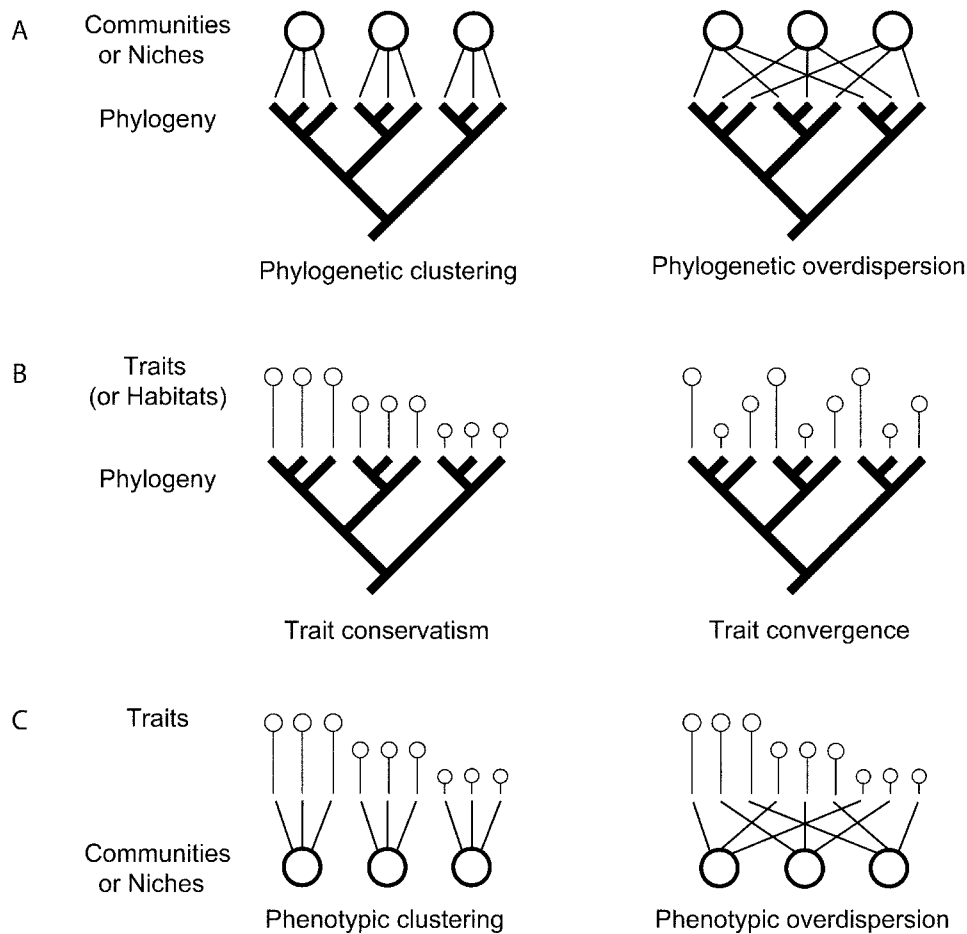 A
Communities
or Niches
Phylogeny
Phylogenetic clustering
Phylogenetic overdispersion
B
Traits
(or Habitats)
Phylogeny
Trait conservatism
Trait convergence
C
Traits
Communities
or Niches
Phenotypic clustering
Phenotypic overdispersion